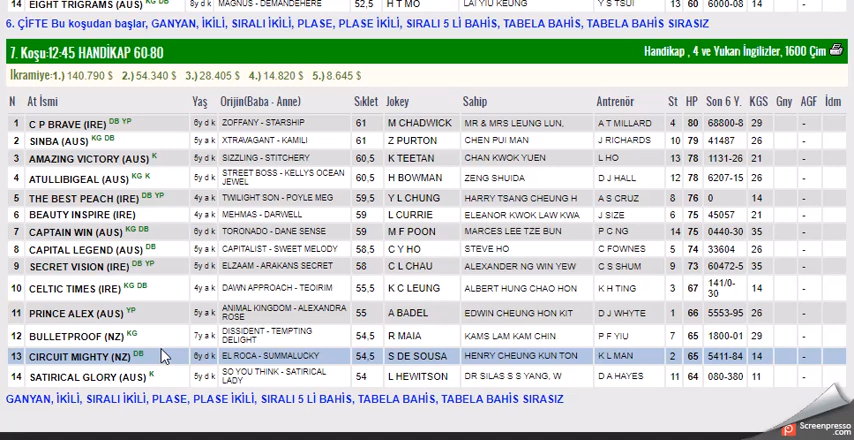 14 EIGHT TRIGRAMS (AUS) DB 8y d k MAGNUS - DEMANDEHERE 52,5 H T MO LAI YIU KEUNG Y S TSUI 13 60 6000-08 14 -
6. ÇİFTE Bu koşudan başlar, GANYAN, İKİLİ, SIRALI İKİLİ, PLASE, PLASE İKİLİ, SIRALI 5 Lİ BAHİS, TABELA BAHİS, TABELA BAHİS SIRASIZ
7. Koşu:12-45 HANDİKAP 60-80 Handikap , 4 ve Yukarı İngilizler, 1600 Çim
İkramiye:1.) 140.790 $ 2.) 54.340 $ 3.) 28.405 $ 4.) 14.820 $ 5.) 8.645 $
N At İsmi Yaş Orijin(Baba - Anne) Sıklet Jokey Sahip Antrenör St HP Son 6 Y. KGS Gny AGF İdm
1 C P BRAVE (IRE) DB YP 6y d k ZOFFANY - STARSHIP 61 M CHADWICK MR & MRS LEUNG LUN, A T MILLARD 4 80 68800-8 29 -
2 SINBA (AUS) KG DB 5y a k XTRAVAGANT - KAMILI 61 Z PURTON CHEN PUI MAN J RICHARDS 10 79 41487 26 -
3 AMAZING VICTORY (AUS) K 5y d k SIZZLING - STITCHERY 60,5 K TEETAN CHAN KWOK YUEN L HO 13 78 1131-26 21 -
4 ATULLIBIGEAL (AUS) KG K 5y d k STREET BOSS - KELLYS OCEAN JEWEL 60,5 H BOWMAN ZENG SHUIDA D J HALL 12 78 6207-15 26 -
5 THE BEST PEACH (IRE) DB YP 5y d k TWILIGHT SON - POYLE MEG 59,5 Y L CHUNG HARRY TSANG CHEUNG H A S CRUZ 8 76 0 14 -
6 BEAUTY INSPIRE (IRE) 4y a k MEHMAS - DARWELL 59 L CURRIE ELEANOR KWOK LAW KWA J SIZE 6 75 45057 21 -
7 CAPTAIN WIN (AUS) KG DB 6y d k TORONADO - DANE SENSE 59 M F POON MARCES LEE TZE BUN P C NG 14 75 0440-30 35 -
8 CAPITAL LEGEND (AUS) DB 5y a k CAPITALIST - SWEET MELODY 58,5 C Y HO STEVE HO C FOWNES 5 74 33604 26 -
9 SECRET VISION (IRE) DB YP 5y d k ELZAAM - ARAKANS SECRET 58 C L CHAU ALEXANDER NG WIN YEW C S SHUM 9 73 60472-5 35 -
10 CELTIC TIMES (IRE) KG DB 4y a k DAWN APPROACH - TEOIRIM 55,5 K C LEUNG ALBERT HUNG CHAO HON K H TING 3 67 141/0-30 14 -
11 PRINCE ALEX (AUS) YP 5y a k ANIMAL KINGDOM - ALEXANDRA ROSE 55 A BADEL EDWIN CHEUNG HON KIT D J WHYTE 1 66 5553-95 26 -
12 BULLETPROOF (NZ) KG 7y a k DISSIDENT - TEMPTING DELIGHT 54,5 R MAIA KAMS LAM KAM CHIN P F YIU 7 65 1800-01 29 -
13 CIRCUIT MIGHTY (NZ) DB 6y d k EL ROCA - SUMMALUCKY 54,5 S DE SOUSA HENRY CHEUNG KUN TON K L MAN 2 65 5411-84 14 -
14 SATIRICAL GLORY (AUS) K 5y d k SO YOU THINK - SATIRICAL LADY 54 L HEWITSON DR SILAS S S YANG, W D A HAYES 11 64 080-380 11 -
GANYAN, İKİLİ, SIRALI İKİLİ, PLASE, PLASE İKİLİ, SIRALI 5 Lİ BAHİS, TABELA BAHİS, TABELA BAHİS SIRASIZ
Screenpresso
.com